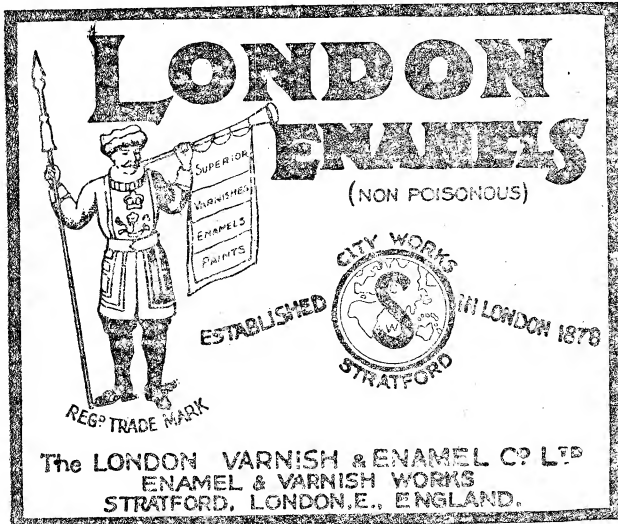 LONDON
ENAMELS
(NON POISONOUS)
SUPERIOR
VARNISHES
ENAMELS
PAINTS
CITY WORKS
S
W
STRATFORD
ESTABLISHED IN LONDON 1878
REGD TRADE MARK
The LONDON VARNISH & ENAMEL CO LTD
ENAMEL & VARNISH WORKS
STRATFORD, LONDON, E., ENGLAND.